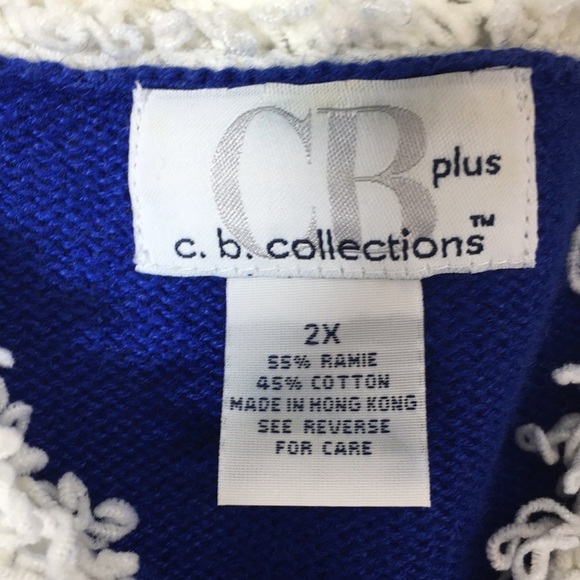 CB plus
c. b. collections™
2X
55% RAMIE
45% COTTON
MADE IN HONG KONG
SEE REVERSE
FOR CARE